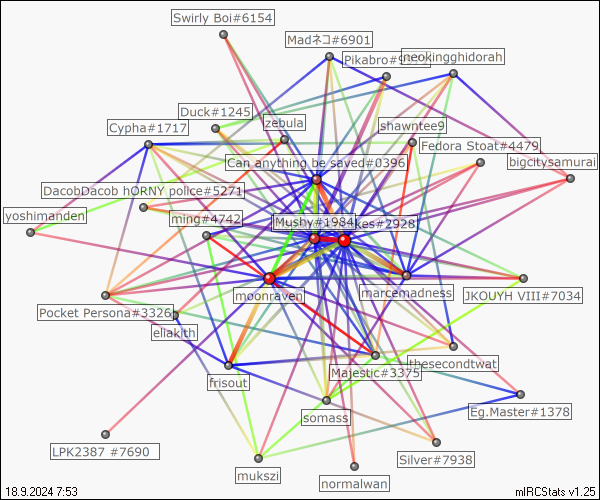 Swirly Boi#6154
Madネコ#6901
Pikabro#9
neokingghidorah
Duck#1245
zebula
shawntee9
Cypha#1717
Fedora Stoat#4479
Can anything be saved#0396
bigcitysamurai
DacobDacob hORNY police#5271
yoshimanden
ming#4742
Mushy#1984
kes#2928
moonraven
marcemadness
JKOUYH VIII#7034
Pocket Persona#3326
eliakith
thesecondtwat
Majestic#3375
frisout
Eg.Master#1378
somass
LPK2387 #7690
Silver#7938
mukszi
normalwan
18.9.2024 7:53
mIRCStats v1.25